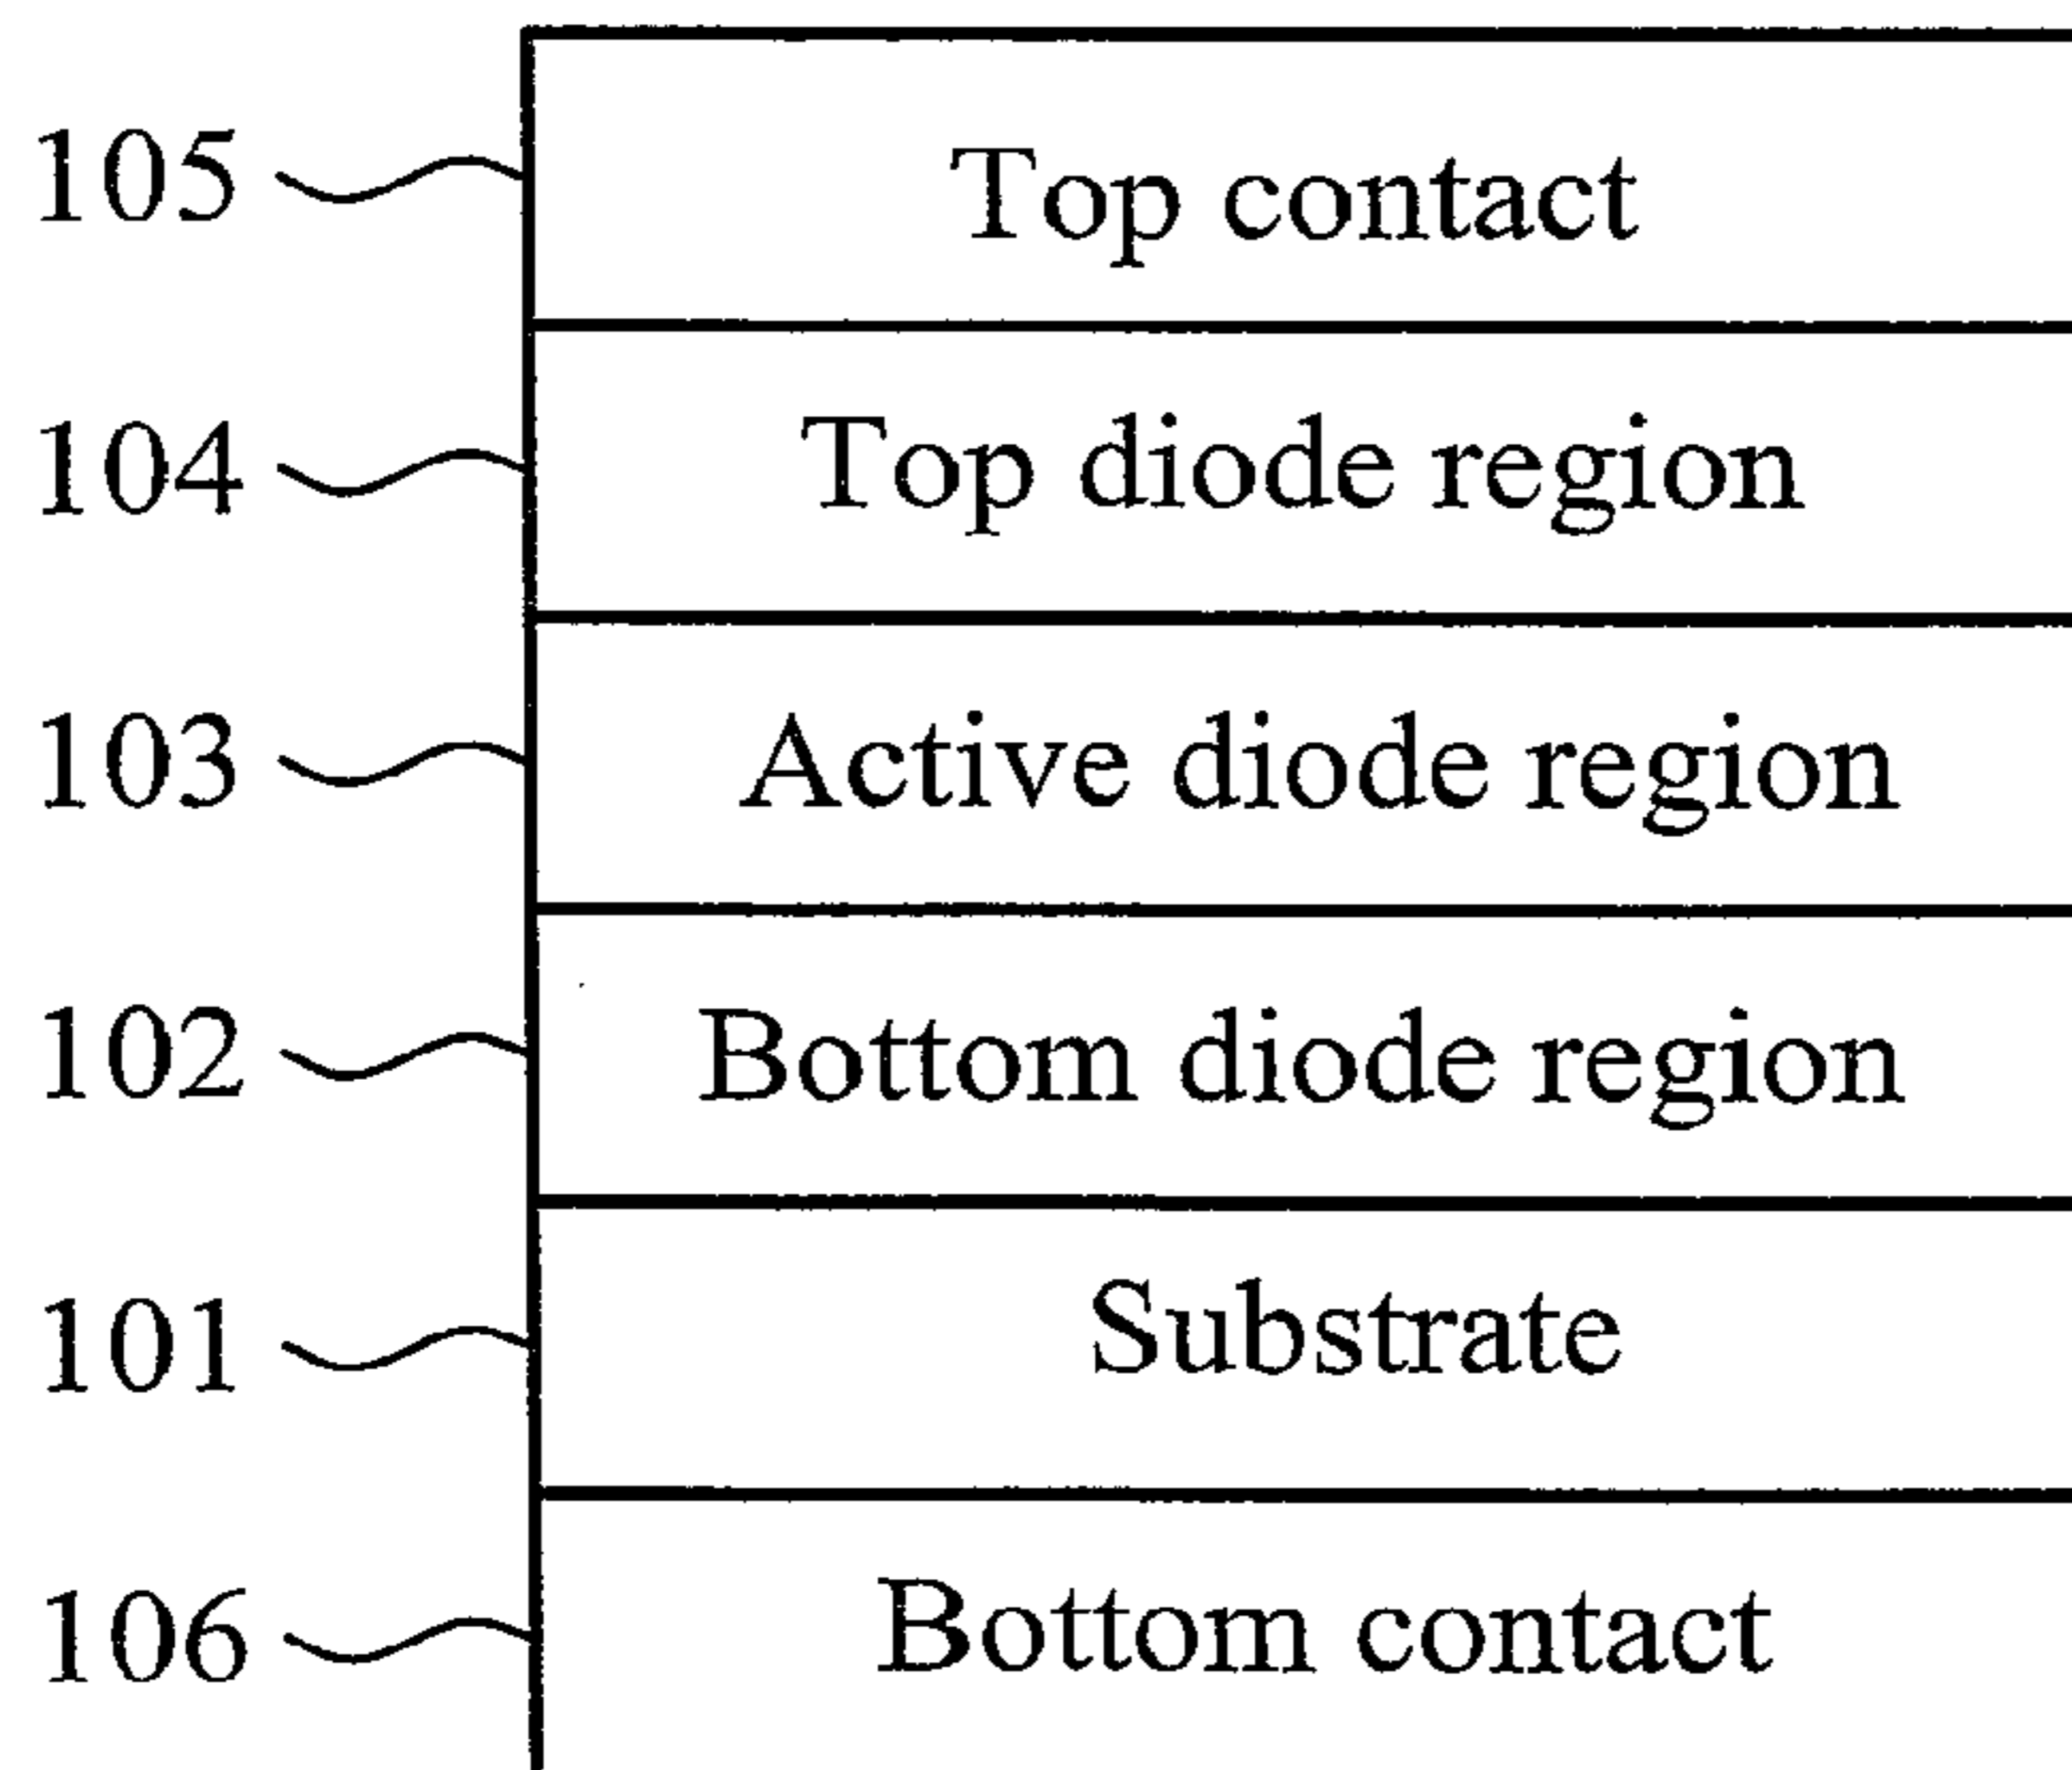 105 Top contact
104 Top diode region
103 Active diode region
102 Bottom diode region
101 Substrate
106 Bottom contact